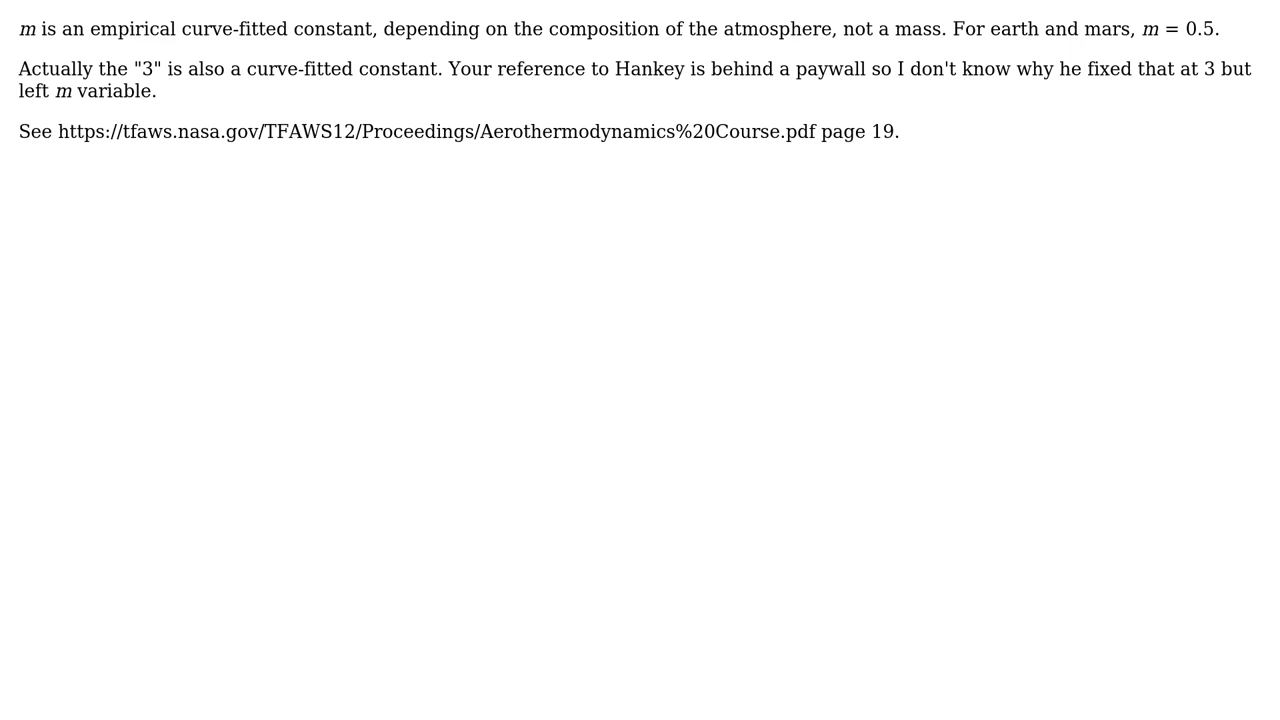 m is an empirical curve-fitted constant, depending on the composition of the atmosphere, not a mass. For earth and mars, m = 0.5.
Actually the "3" is also a curve-fitted constant. Your reference to Hankey is behind a paywall so I don't know why he fixed that at 3 but
left m variable.
See https://tfaws.nasa.gov/TFAWS12/Proceedings/Aerothermodynamics%20Course.pdf page 19.